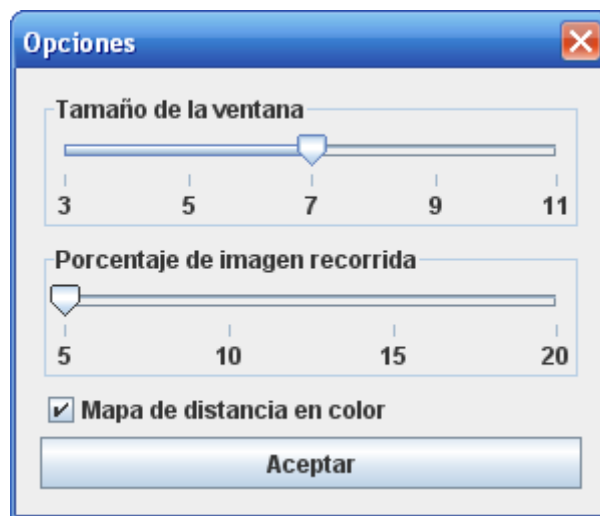 Opciones
Tamaño de la ventana
3 5 7 9 11
Porcentaje de imagen recorrida
5 10 15 20
Mapa de distancia en color
Aceptar